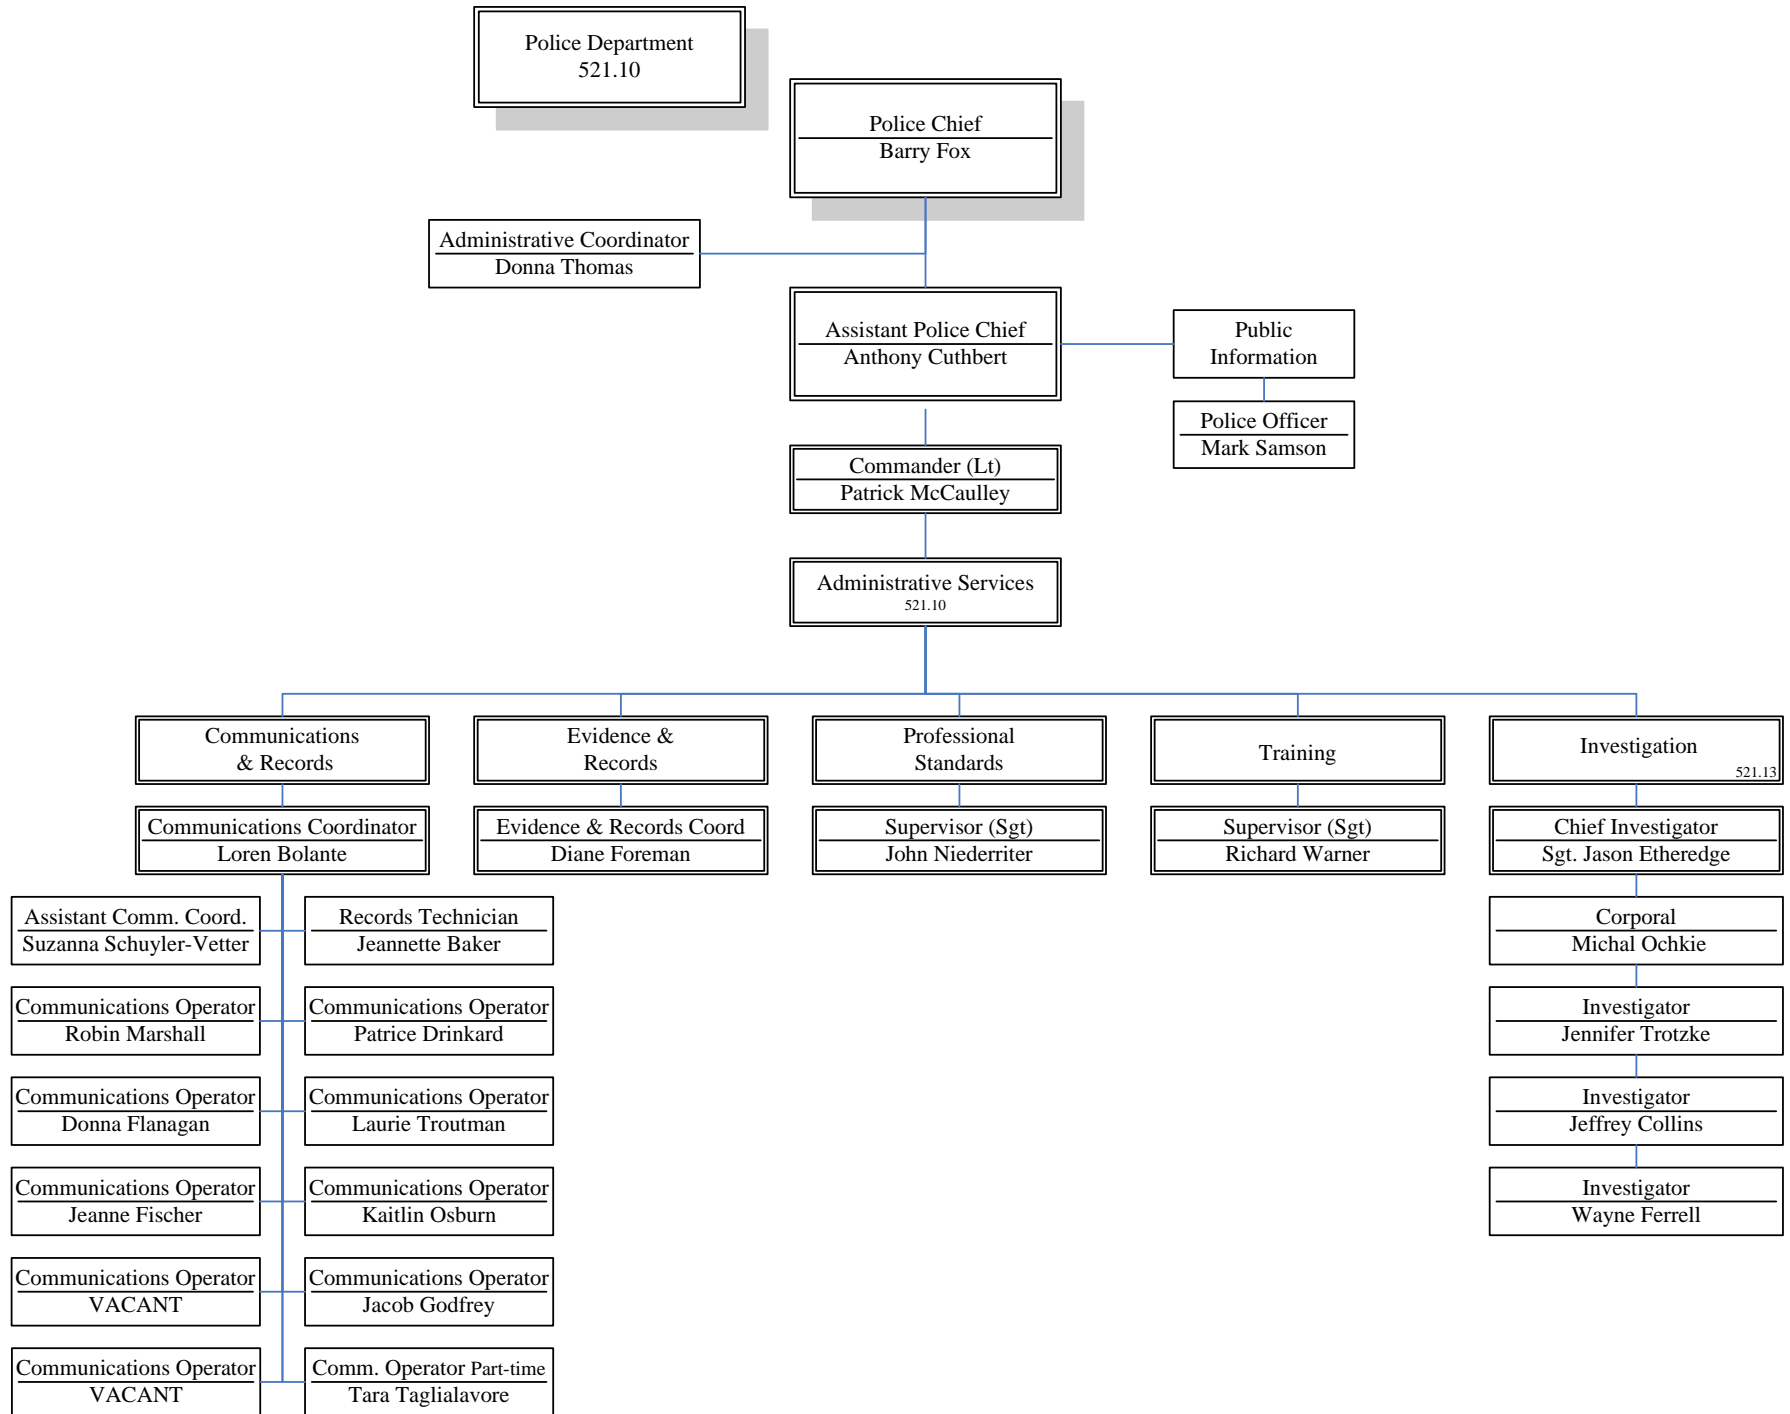 Police Department
521.10
Police Chief
Barry Fox
Administrative Coordinator
Donna Thomas
Assistant Police Chief
Anthony Cuthbert
Public
Information
Police Officer
Mark Samson
Commander (Lt)
Patrick McCaulley
Administrative Services
521.10
Communications
& Records
Evidence &
Records
Professional
Standards
Training
Investigation
521.13
Communications Coordinator
Loren Bolante
Evidence & Records Coord
Diane Foreman
Supervisor (Sgt)
John Niederriter
Supervisor (Sgt)
Richard Warner
Chief Investigator
Sgt. Jason Etheredge
Assistant Comm. Coord.
Suzanna Schuyler-Vetter
Records Technician
Jeannette Baker
Corporal
Michal Ochkie
Communications Operator
Robin Marshall
Communications Operator
Patrice Drinkard
Investigator
Jennifer Trotzke
Communications Operator
Donna Flanagan
Communications Operator
Laurie Troutman
Investigator
Jeffrey Collins
Communications Operator
Jeanne Fischer
Communications Operator
Kaitlin Osburn
Investigator
Wayne Ferrell
Communications Operator
VACANT
Communications Operator
Jacob Godfrey
Communications Operator
VACANT
Comm. Operator Part-time
Tara Taglialavore